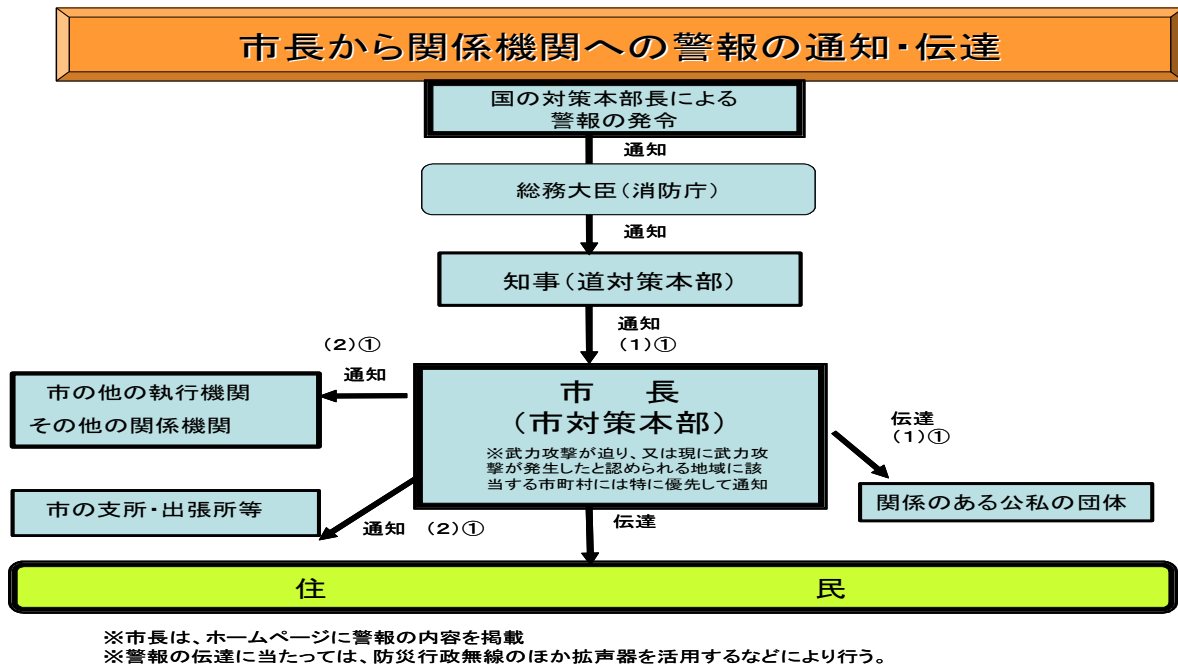 市長から関係機関への警報の通知・伝達
国の対策本部長による
警報の発令
通知
総務大臣(消防庁)
通知
知事(道対策本部)
通知
(1)①
(2)①
通知
市の他の執行機関
その他の関係機関
市　長
(市対策本部)
※武力攻撃が迫り、又は現に武力攻
撃が発生したと認められる地域に該
当する市町村には特に優先して通知
伝達
(1)①
市の支所・出張所等
関係のある公私の団体
通知 (2)①
伝達
住　民
※市長は、ホームページに警報の内容を掲載
※警報の伝達に当たっては、防災行政無線のほか拡声器を活用するなどにより行う。